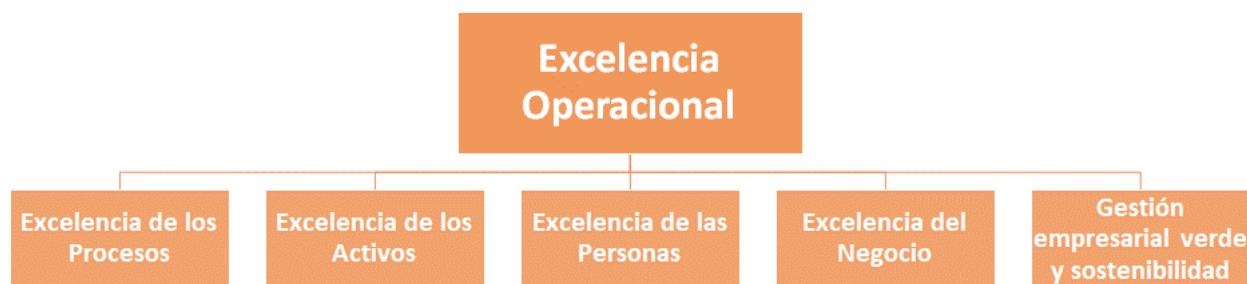 Excelencia
Operacional
Excelencia de los
Procesos
Excelencia de los
Activos
Excelencia de las
Personas
Excelencia del
Negocio
Gestión
empresarial verde
y sostenibilidad